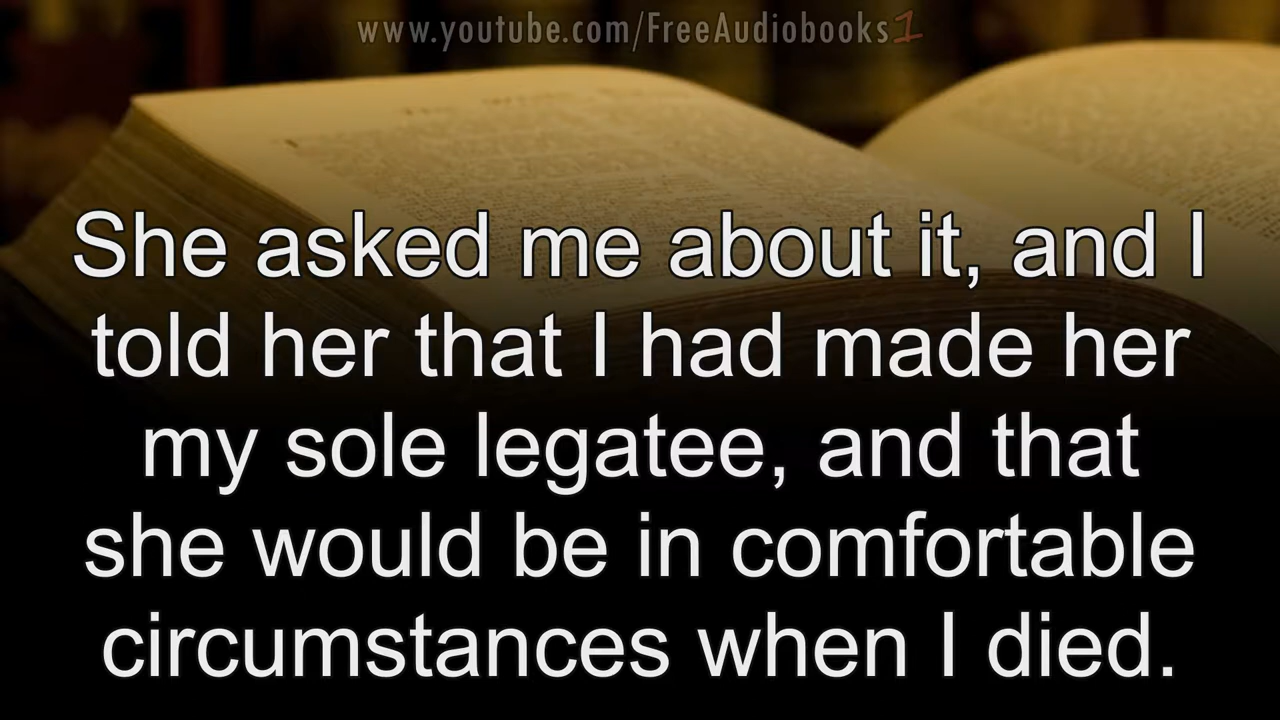 www.youtube.com/FreeAudiobooks1
She asked me about it, and I
told her that I had made her
my sole legatee, and that
she would be in comfortable
circumstances when I died.